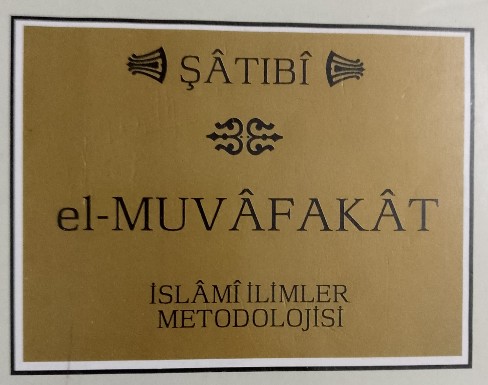 ŞÂTIBÎ
el-MUVÂFAKÂT
İSLÂMÎ İLİMLER
METODOLOJİSİ